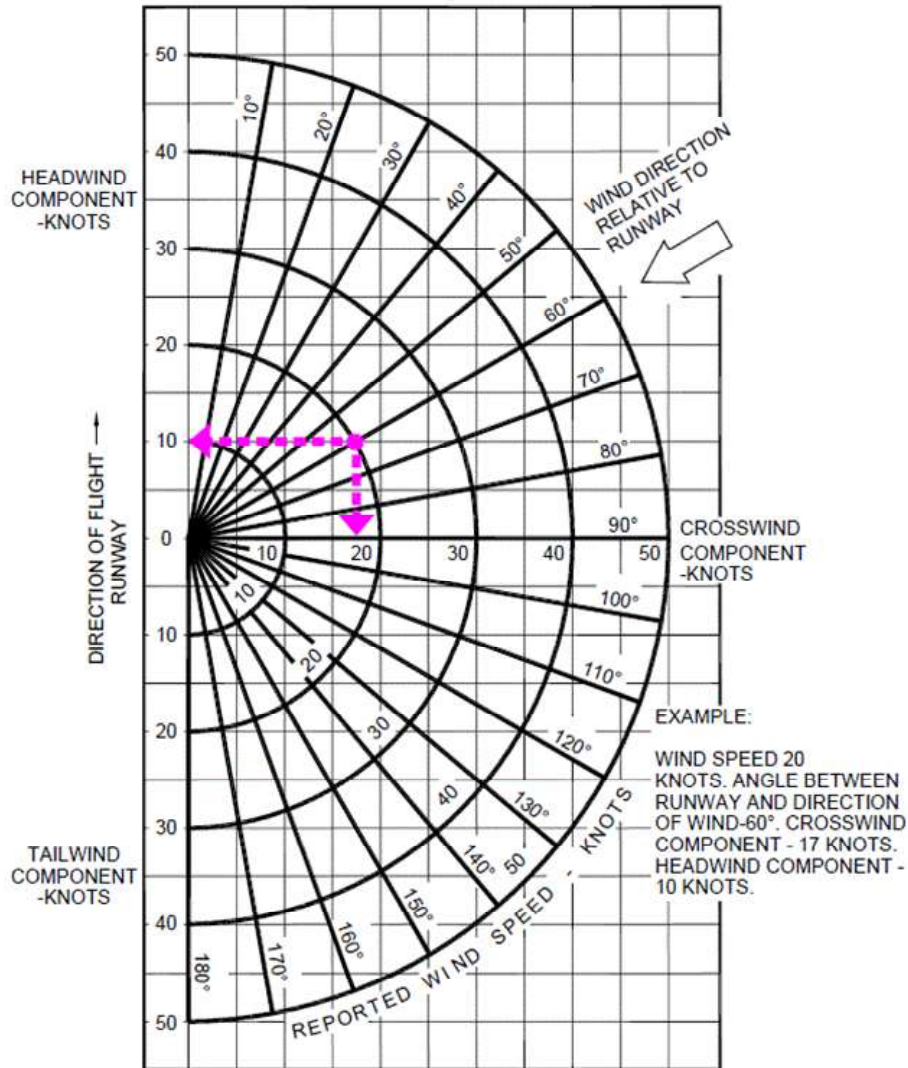 50
40
30
20
10
0
10
20
30
40
50
HEADWIND
COMPONENT
-KNOTS
DIRECTION OF FLIGHT
RUNWAY
TAILWIND
COMPONENT
-KNOTS
10°
20°
30°
40°
50°
60°
70°
80°
90°
100°
110°
120°
130°
140°
150°
160°
170°
180°
WIND DIRECTION
RELATIVE TO
RUNWAY
10
20
30
40
50
CROSSWIND
COMPONENT
-KNOTS
10
20
30
40
50
REPORTED WIND SPEED - KNOTS
EXAMPLE:
WIND SPEED 20
KNOTS. ANGLE BETWEEN
RUNWAY AND DIRECTION
OF WIND-60°. CROSSWIND
COMPONENT - 17 KNOTS.
HEADWIND COMPONENT -
10 KNOTS.